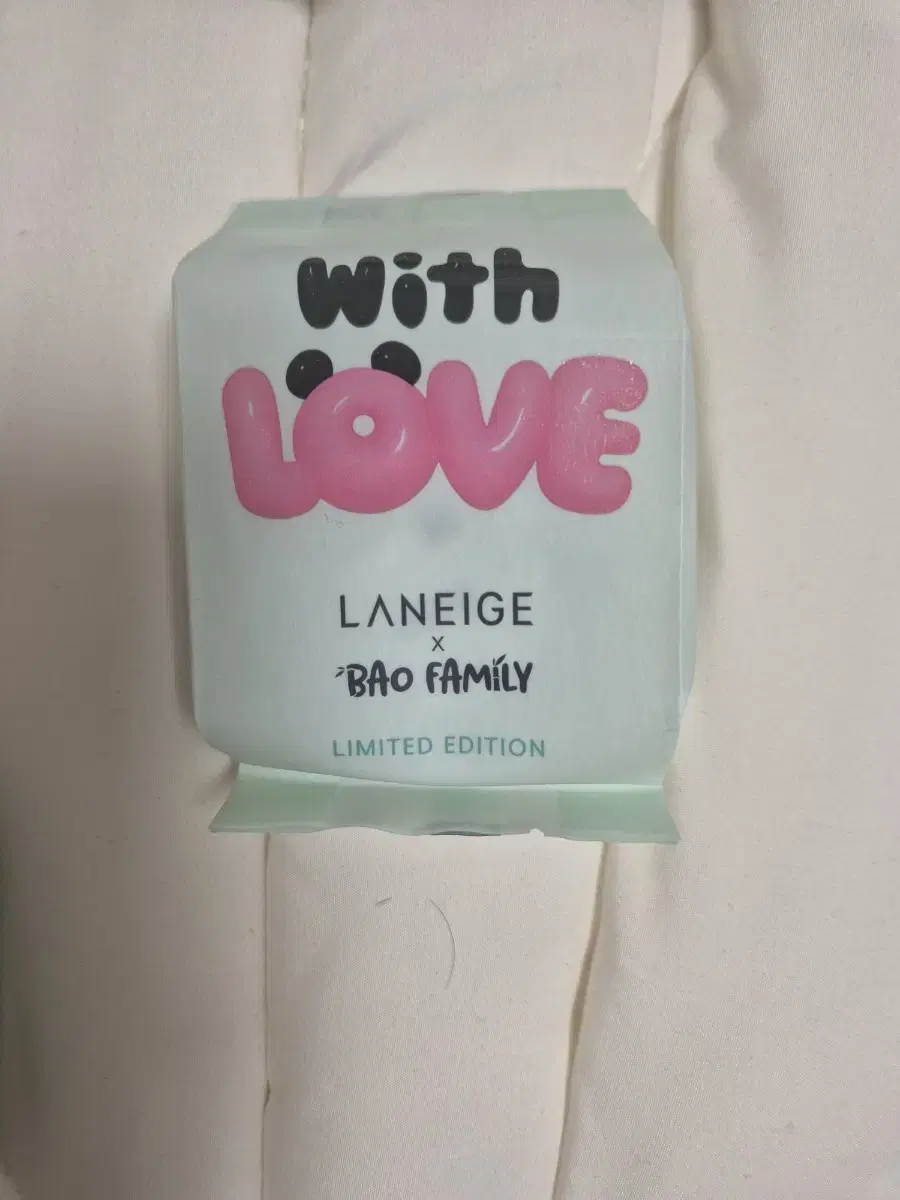 With
LOVE
LANEIGE
X
BAO FAMILY
LIMITED EDITION